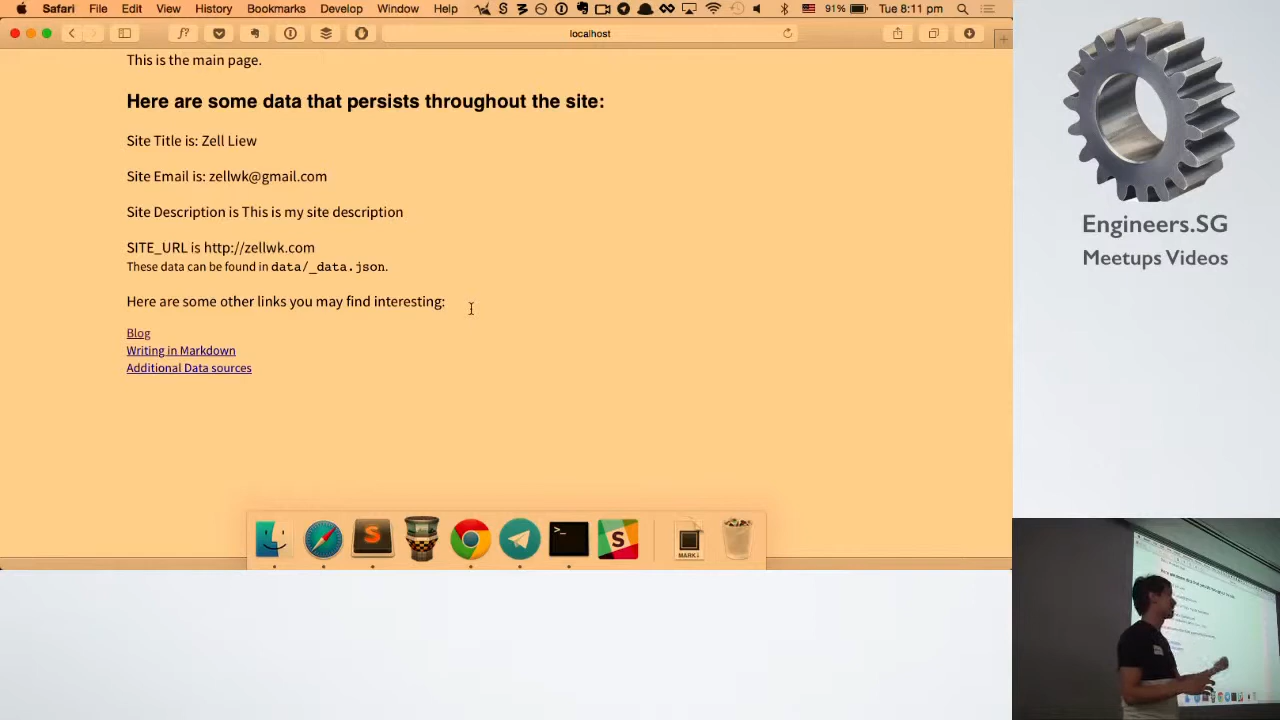 Safari File Edit View History Bookmarks Develop Window Help 91% Tue 8:11 pm
localhost
This is the main page.
Here are some data that persists throughout the site:
Site Title is: Zell Liew
Site Email is: zellwk@gmail.com
Site Description is This is my site description
SITE_URL is http://zellwk.com
These data can be found in data/_data.json.
Here are some other links you may find interesting:
Blog
Writing in Markdown
Additional Data sources
Engineers.SG
Meetups Videos